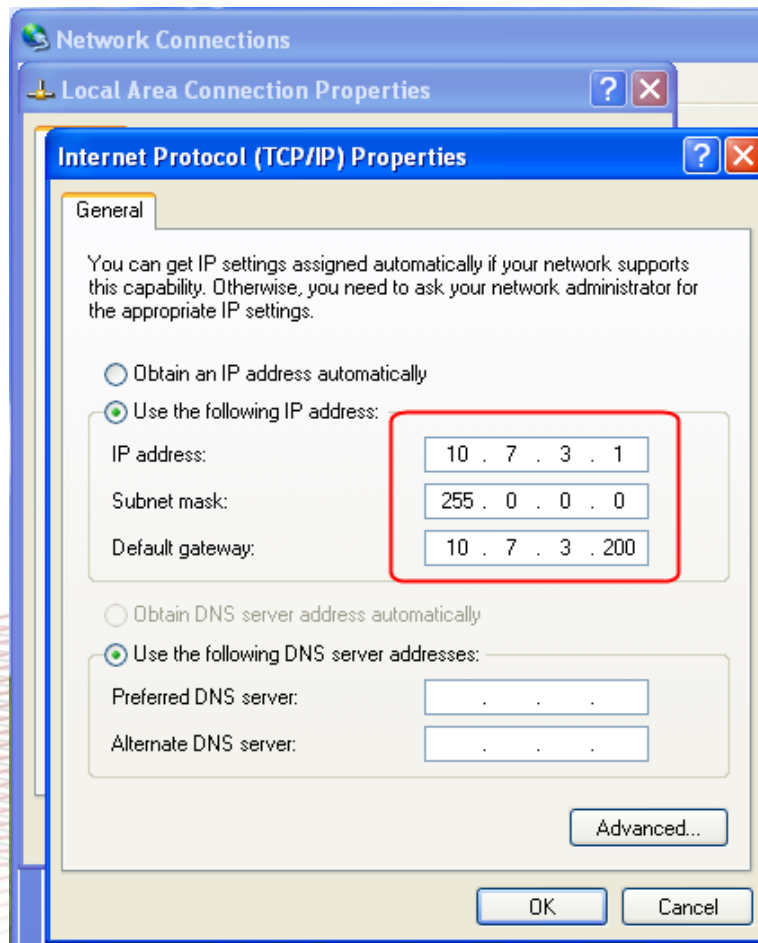 Network Connections
Local Area Connection Properties
Internet Protocol (TCP/IP) Properties
General
You can get IP settings assigned automatically if your network supports
this capability. Otherwise, you need to ask your network administrator for
the appropriate IP settings.
Obtain an IP address automatically
Use the following IP address:
IP address: 10 . 7 . 3 . 1
Subnet mask: 255 . 0 . 0 . 0
Default gateway: 10 . 7 . 3 . 200
Obtain DNS server address automatically
Use the following DNS server addresses:
Preferred DNS server: . . .
Alternate DNS server: . . .
Advanced...
OK Cancel